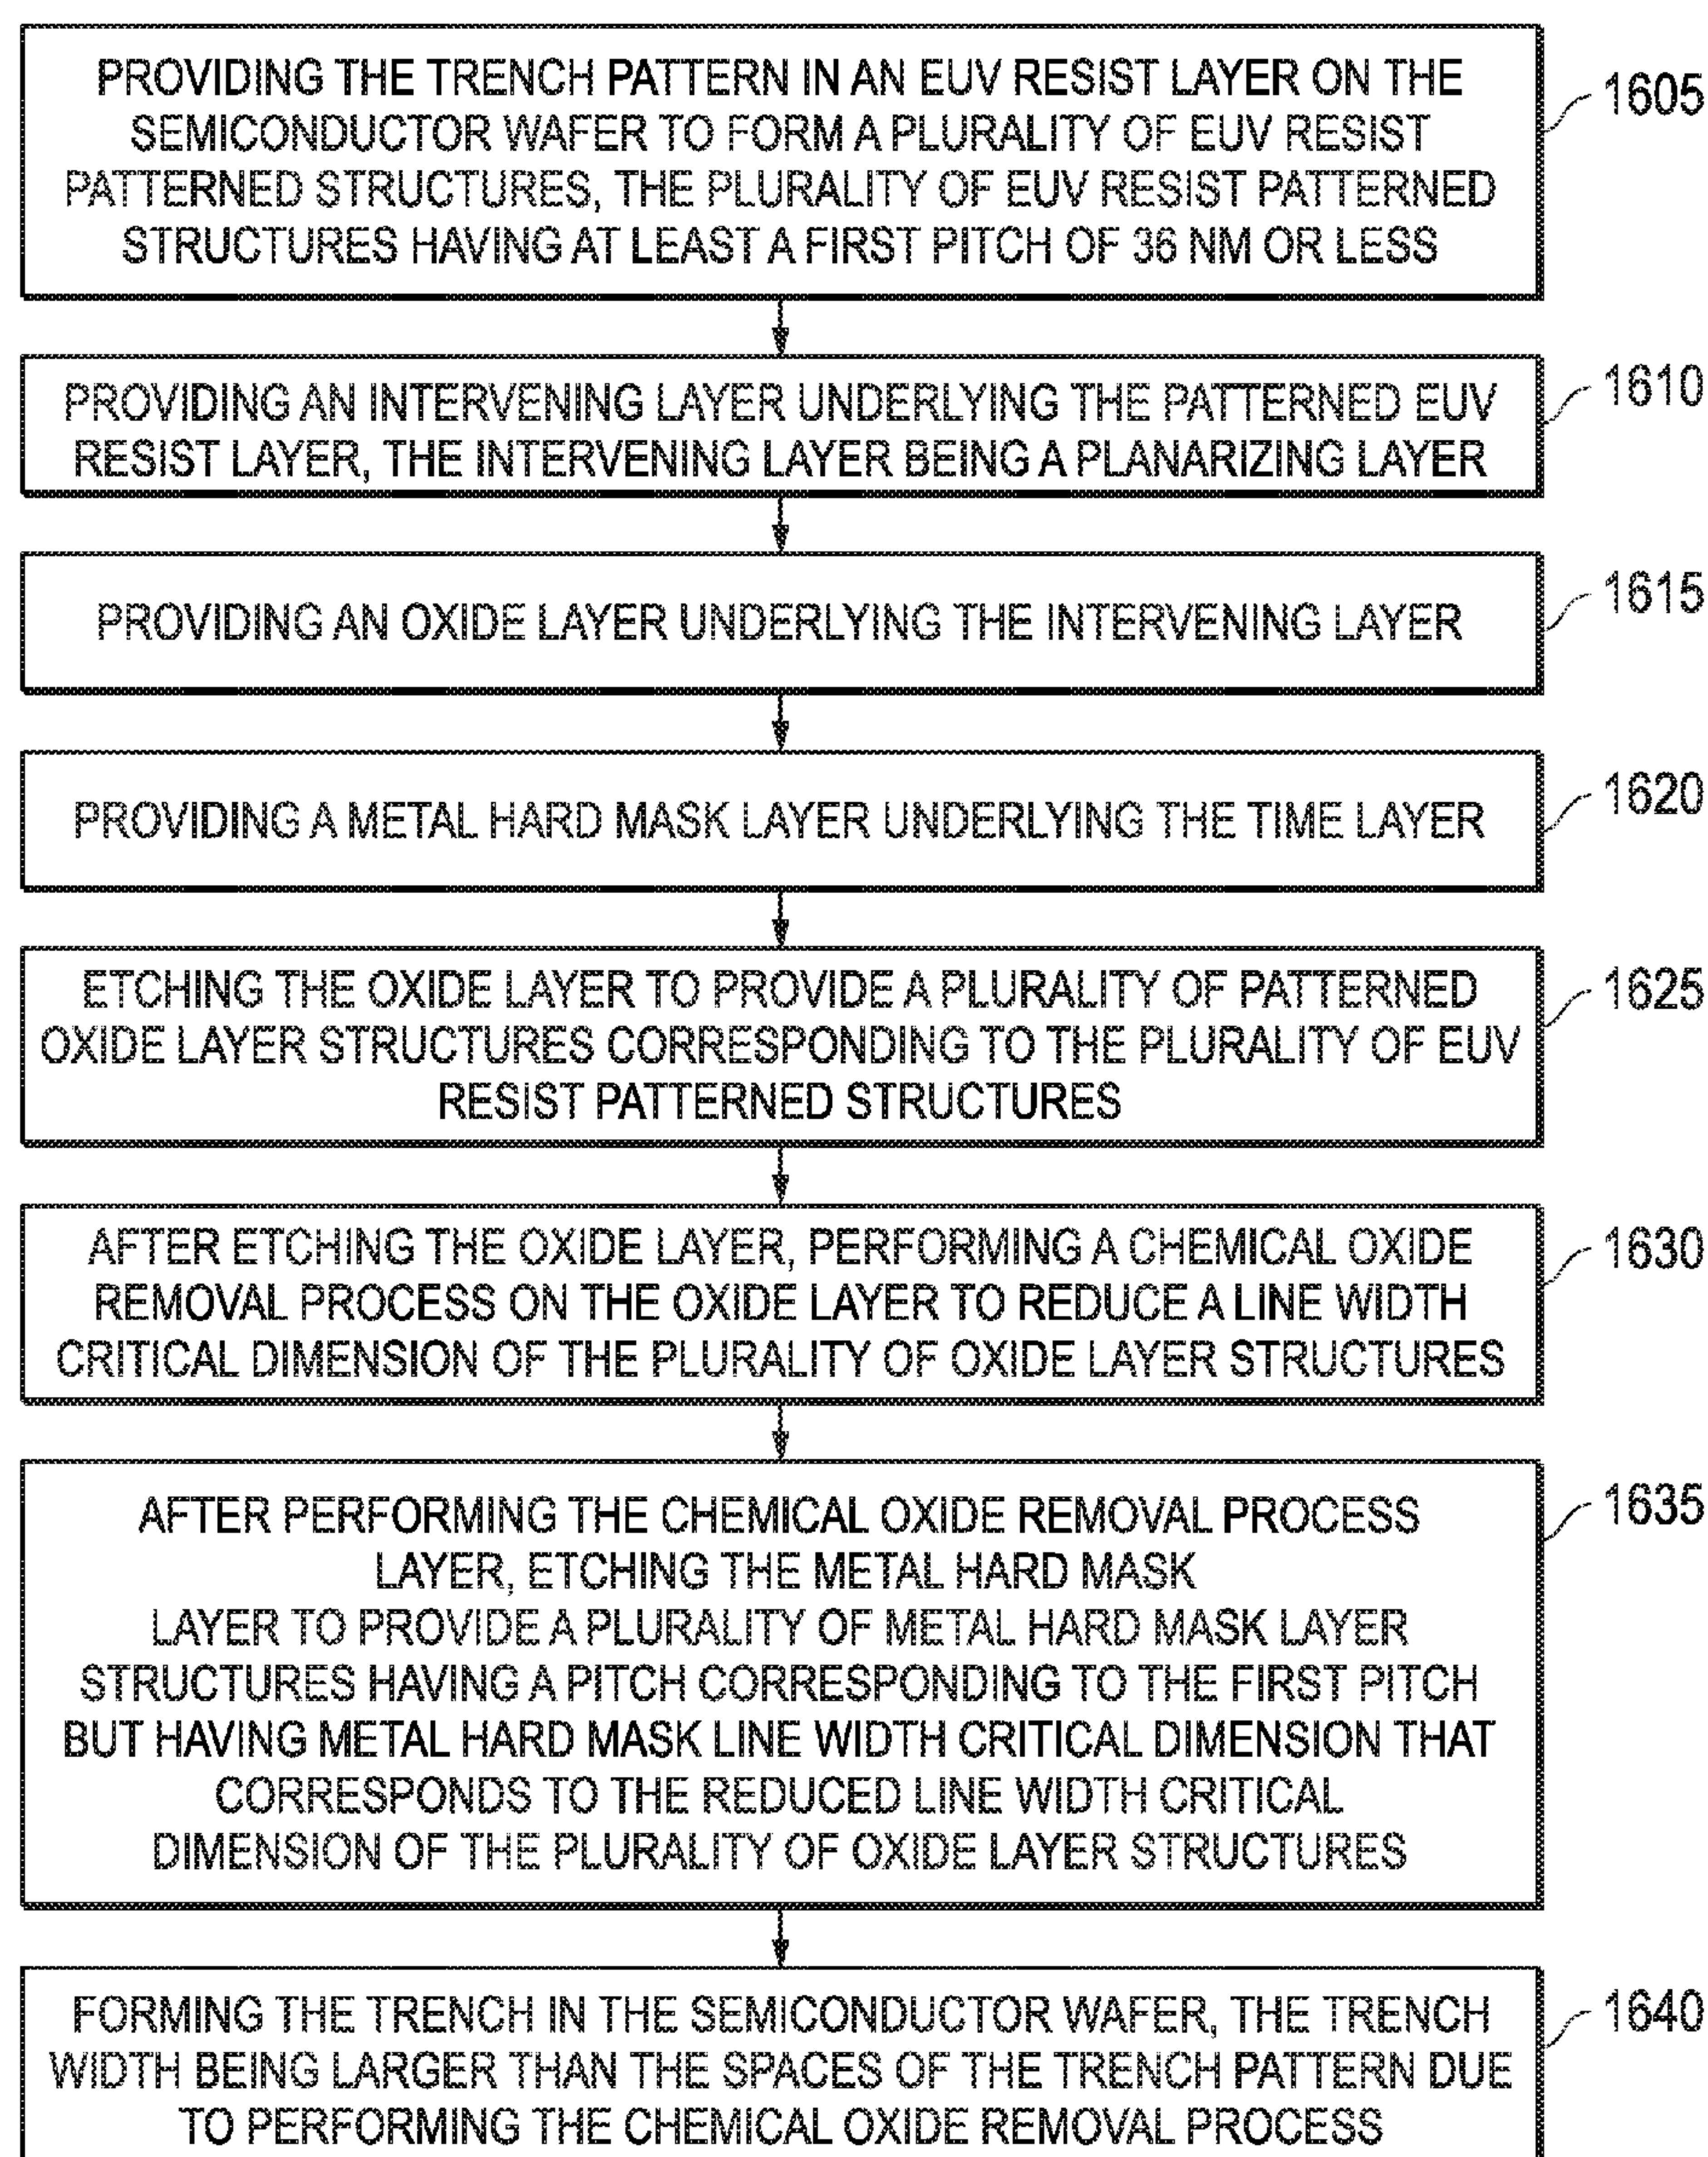 PROVIDING THE TRENCH PATTERN IN AN EUV RESIST LAYER ON THE
SEMICONDUCTOR WAFER TO FORM A PLURALITY OF EUV RESIST
PATTERNED STRUCTURES, THE PLURALITY OF EUV RESIST PATTERNED
STRUCTURES HAVING AT LEAST A FIRST PITCH OF 36 NM OR LESS
1605
PROVIDING AN INTERVENING LAYER UNDERLYING THE PATTERNED EUV
RESIST LAYER, THE INTERVENING LAYER BEING A PLANARIZING LAYER
1610
PROVIDING AN OXIDE LAYER UNDERLYING THE INTERVENING LAYER
1615
PROVIDING A METAL HARD MASK LAYER UNDERLYING THE TIME LAYER
1620
ETCHING THE OXIDE LAYER TO PROVIDE A PLURALITY OF PATTERNED
OXIDE LAYER STRUCTURES CORRESPONDING TO THE PLURALITY OF EUV
RESIST PATTERNED STRUCTURES
1625
AFTER ETCHING THE OXIDE LAYER, PERFORMING A CHEMICAL OXIDE
REMOVAL PROCESS ON THE OXIDE LAYER TO REDUCE A LINE WIDTH
CRITICAL DIMENSION OF THE PLURALITY OF OXIDE LAYER STRUCTURES
1630
AFTER PERFORMING THE CHEMICAL OXIDE REMOVAL PROCESS
LAYER, ETCHING THE METAL HARD MASK
LAYER TO PROVIDE A PLURALITY OF METAL HARD MASK LAYER
STRUCTURES HAVING A PITCH CORRESPONDING TO THE FIRST PITCH
BUT HAVING METAL HARD MASK LINE WIDTH CRITICAL DIMENSION THAT
CORRESPONDS TO THE REDUCED LINE WIDTH CRITICAL
DIMENSION OF THE PLURALITY OF OXIDE LAYER STRUCTURES
1635
FORMING THE TRENCH IN THE SEMICONDUCTOR WAFER, THE TRENCH
WIDTH BEING LARGER THAN THE SPACES OF THE TRENCH PATTERN DUE
TO PERFORMING THE CHEMICAL OXIDE REMOVAL PROCESS
1640